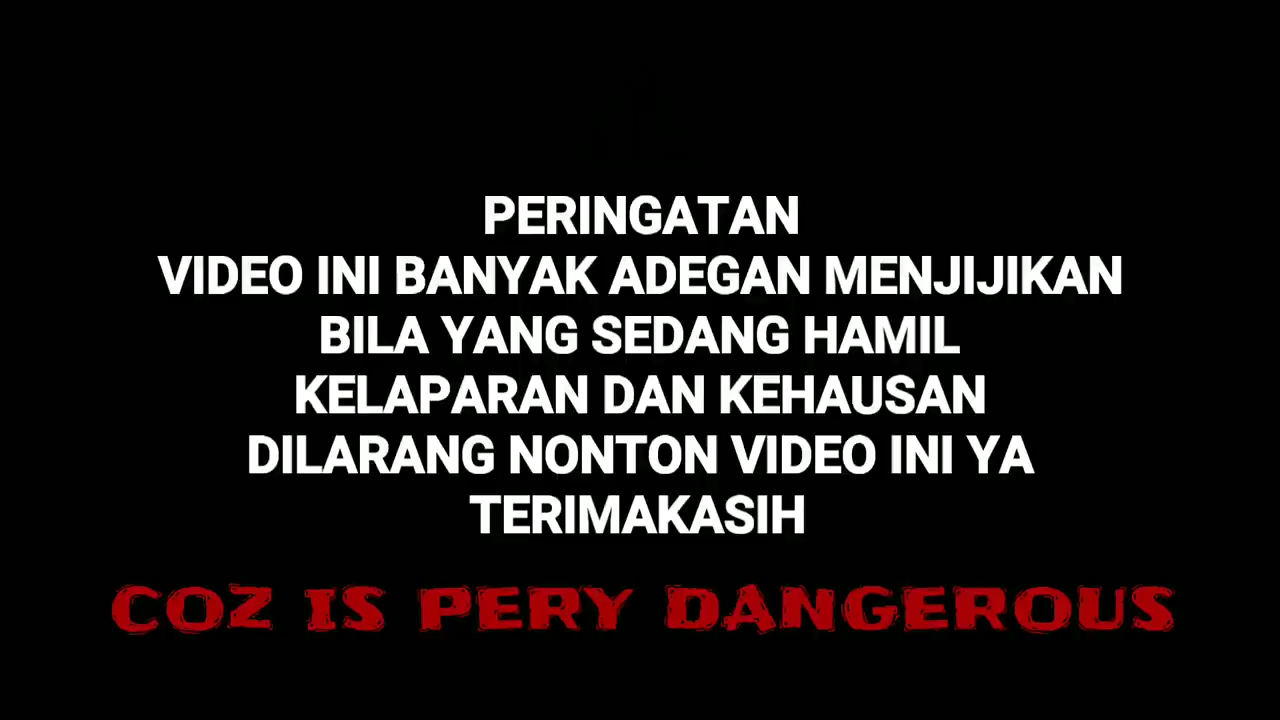 PERINGATAN
VIDEO INI BANYAK ADEGAN MENJIJIKAN
BILA YANG SEDANG HAMIL
KELAPARAN DAN KEHAUSAN
DILARANG NONTON VIDEO INI YA
TERIMAKASIH
COZ IS PERY DANGEROUS